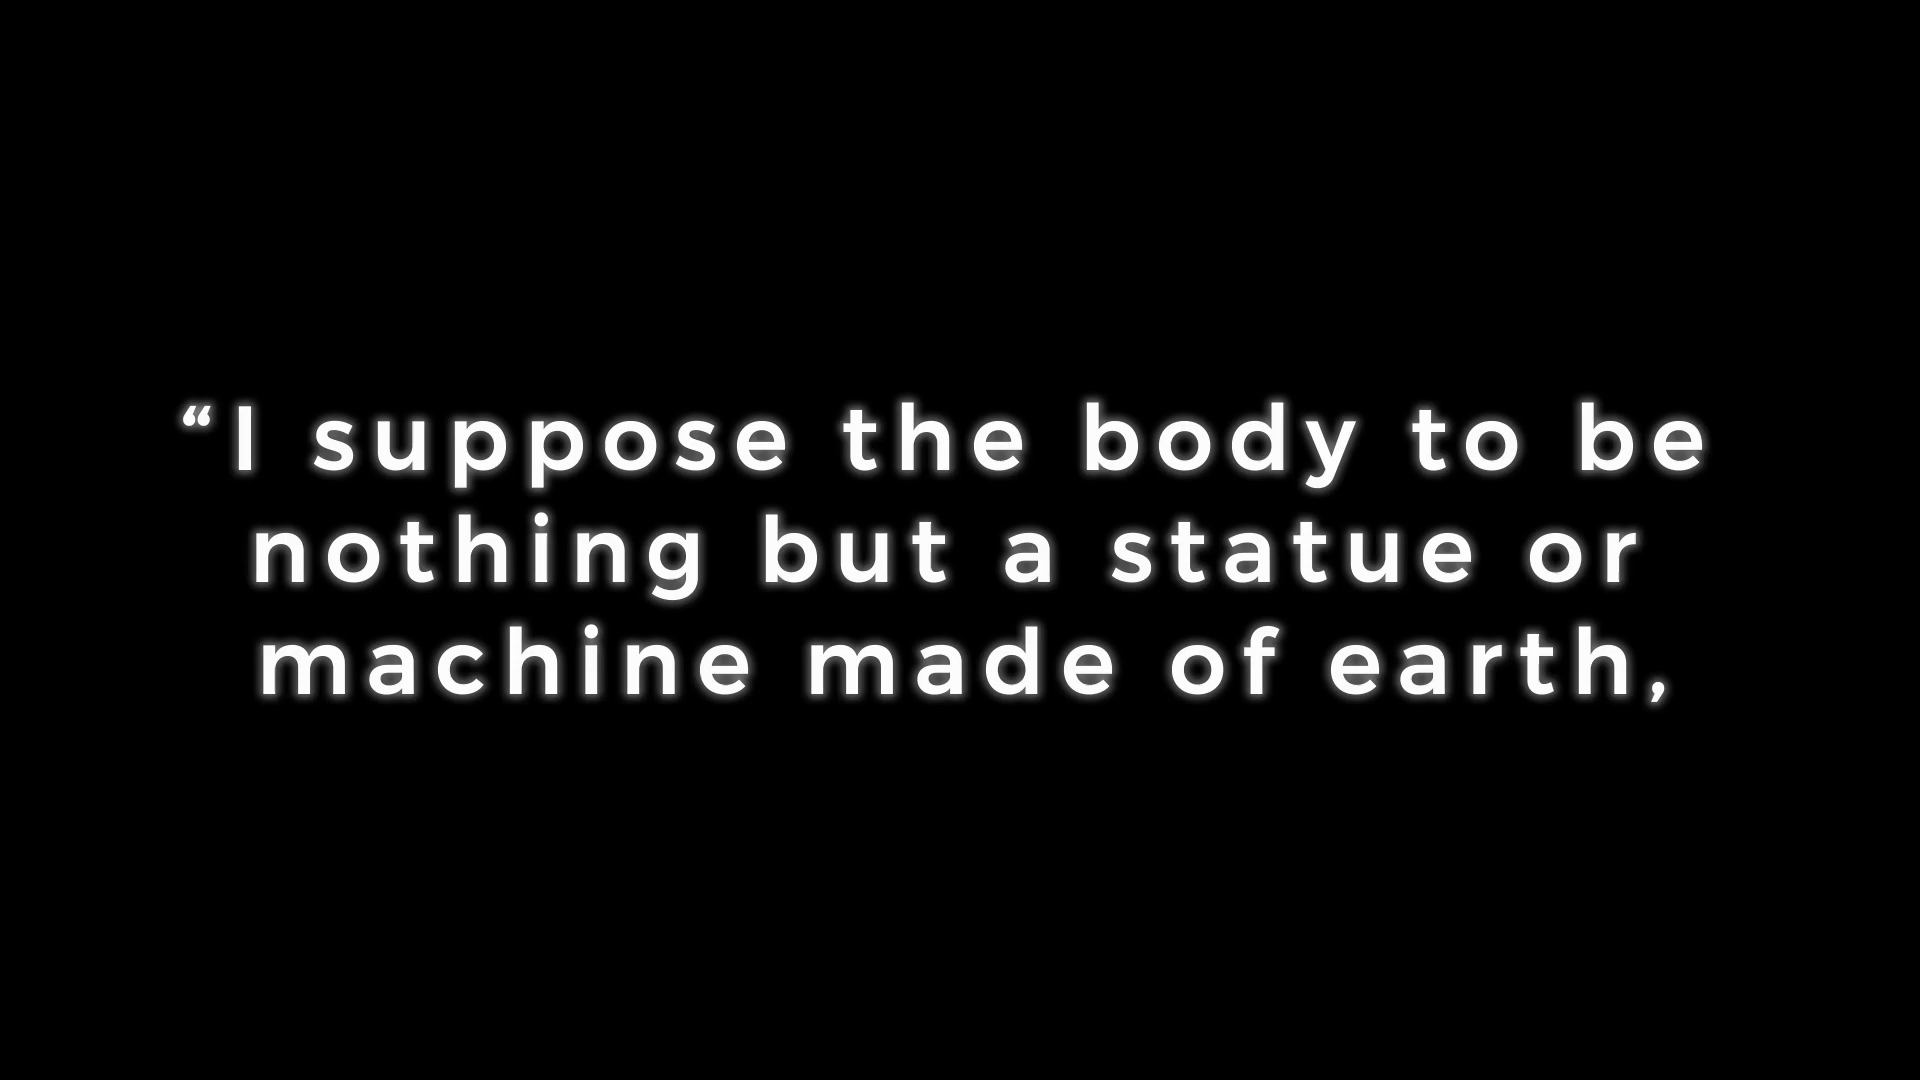 “I suppose the body to be
nothing but a statue or
machine made of earth,